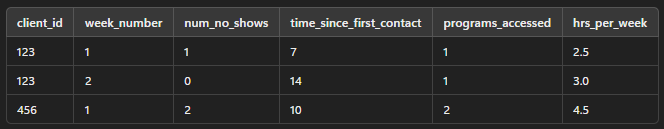 client_id week_number num_no_shows time_since_first_contact programs_accessed hrs_per_week
123 1 1 7 1 2.5
123 2 0 14 1 3.0
456 1 2 10 2 4.5